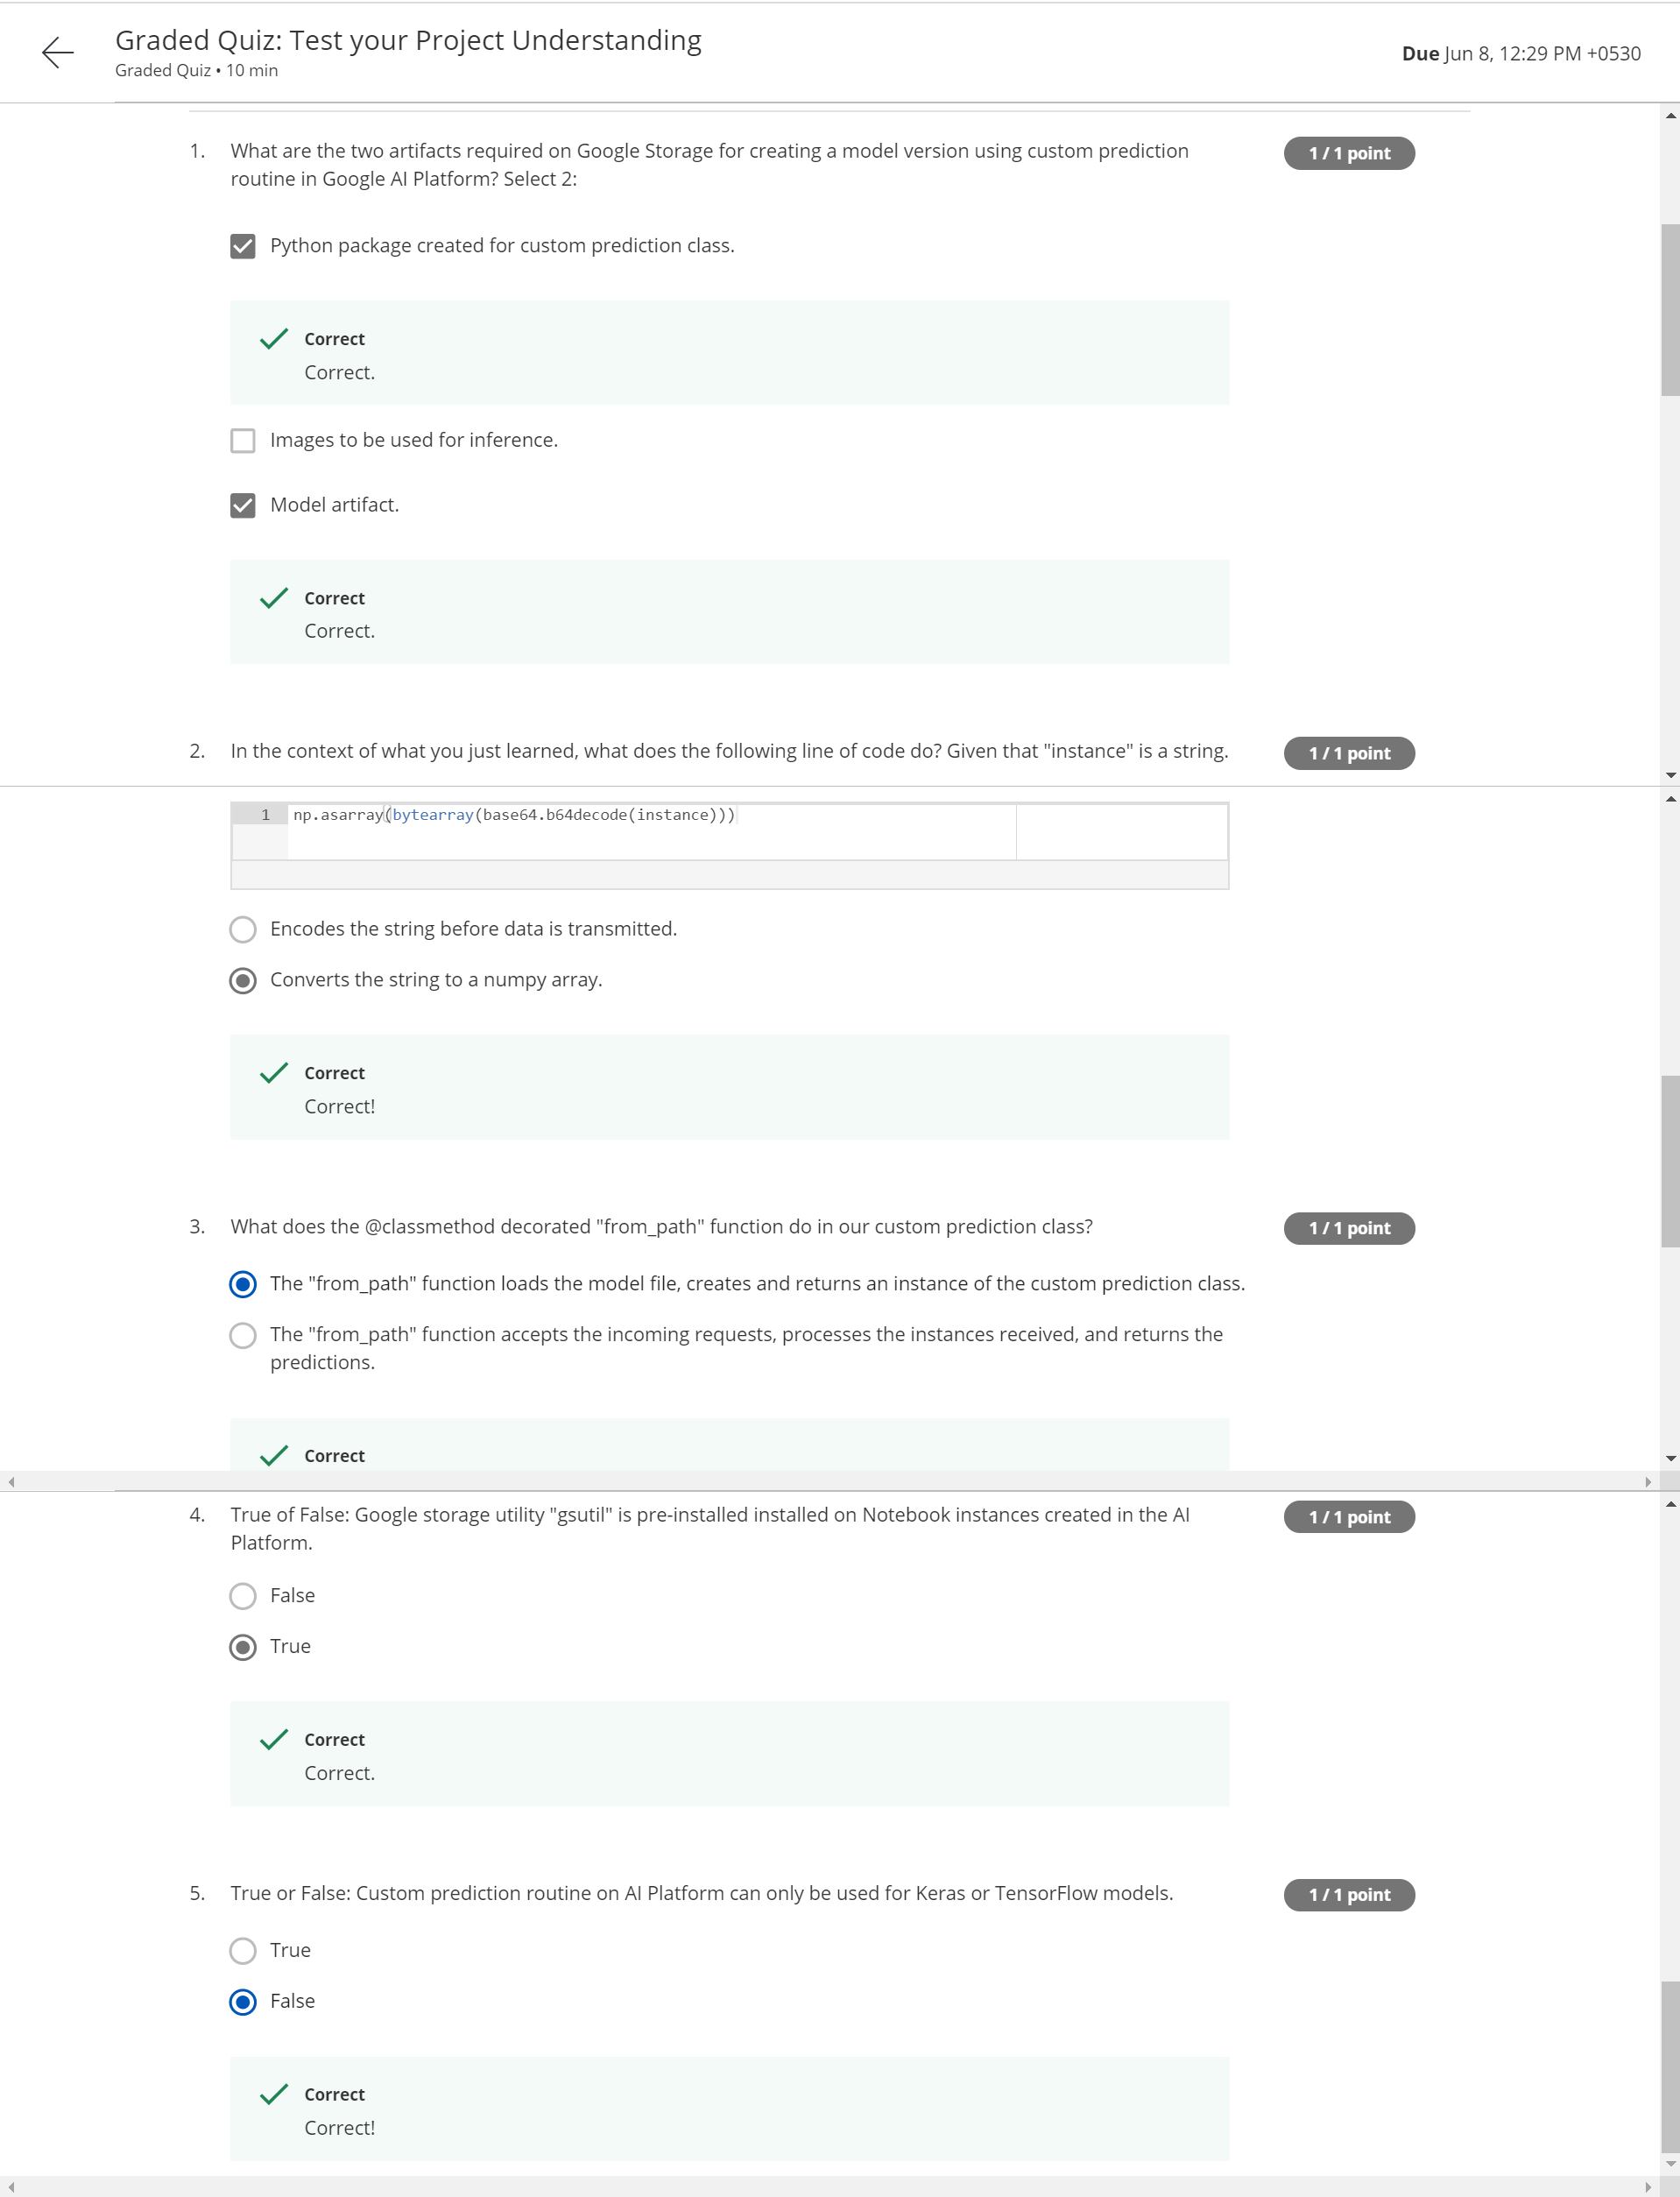 Graded Quiz: Test your Project Understanding
Graded Quiz • 10 min
Due Jun 8, 12:29 PM +0530
1. What are the two artifacts required on Google Storage for creating a model version using custom prediction
routine in Google AI Platform? Select 2:
1 / 1 point
Python package created for custom prediction class.
Correct
Correct.
Images to be used for inference.
Model artifact.
Correct
Correct.
2. In the context of what you just learned, what does the following line of code do? Given that "instance" is a string.
1 / 1 point
1 np.asarray(bytearray(base64.b64decode(instance)))
Encodes the string before data is transmitted.
Converts the string to a numpy array.
Correct
Correct!
3. What does the @classmethod decorated "from_path" function do in our custom prediction class?
1 / 1 point
The "from_path" function loads the model file, creates and returns an instance of the custom prediction class.
The "from_path" function accepts the incoming requests, processes the instances received, and returns the
predictions.
Correct
4. True of False: Google storage utility "gsutil" is pre-installed installed on Notebook instances created in the AI
Platform.
1 / 1 point
False
True
Correct
Correct.
5. True or False: Custom prediction routine on AI Platform can only be used for Keras or TensorFlow models.
1 / 1 point
True
False
Correct
Correct!